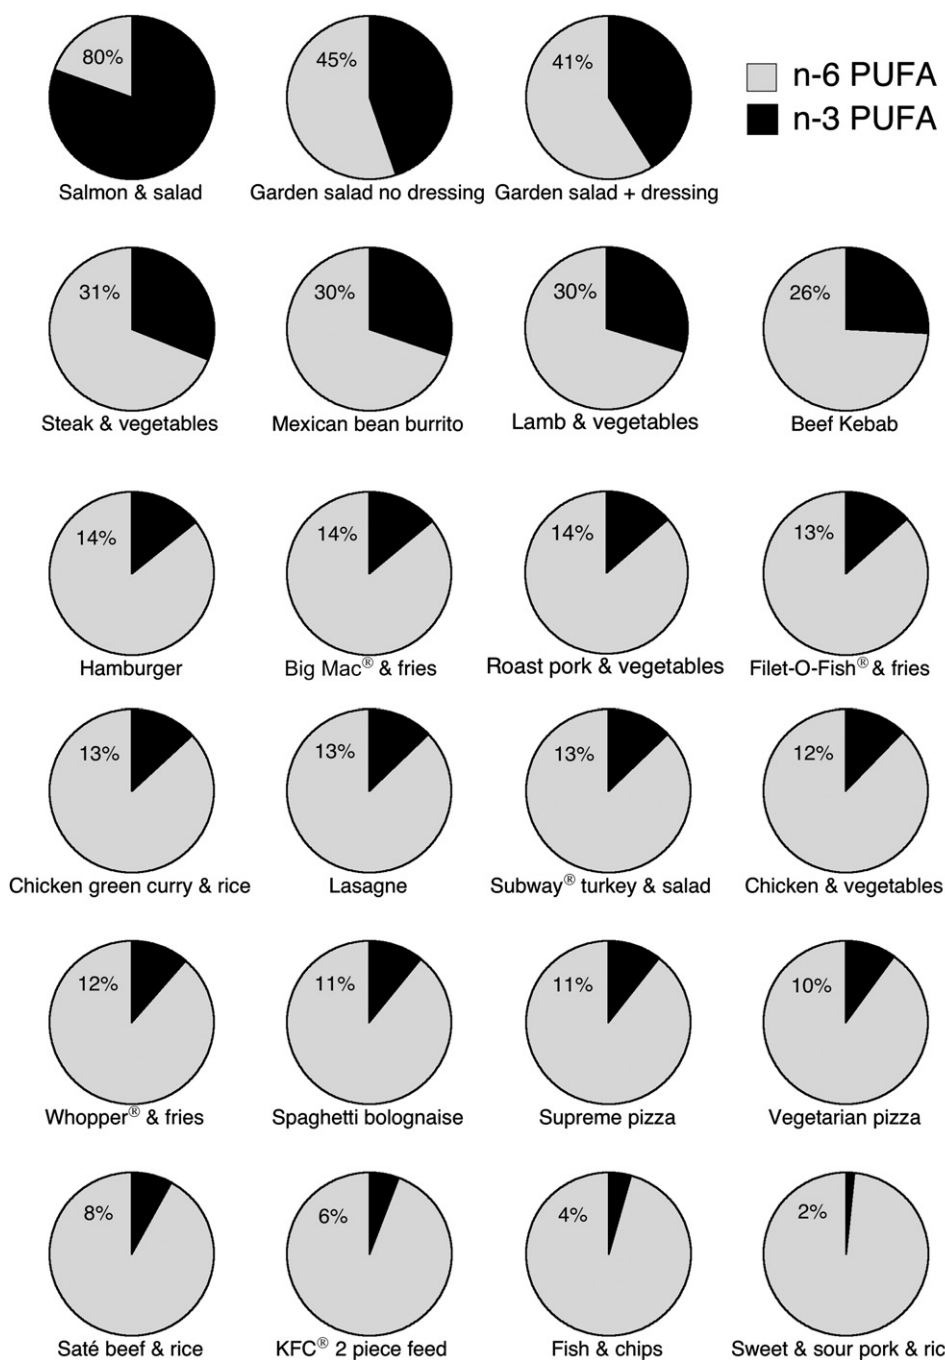 80%
45%
41%
n-6 PUFA
n-3 PUFA
Salmon & salad
Garden salad no dressing
Garden salad + dressing
31%
30%
30%
26%
Steak & vegetables
Mexican bean burrito
Lamb & vegetables
Beef Kebab
14%
14%
14%
13%
Hamburger
Big Mac® & fries
Roast pork & vegetables
Filet-O-Fish® & fries
13%
13%
13%
12%
Chicken green curry & rice
Lasagne
Subway® turkey & salad
Chicken & vegetables
12%
11%
11%
10%
Whopper® & fries
Spaghetti bolognaise
Supreme pizza
Vegetarian pizza
8%
6%
4%
2%
Saté beef & rice
KFC® 2 piece feed
Fish & chips
Sweet & sour pork & ric